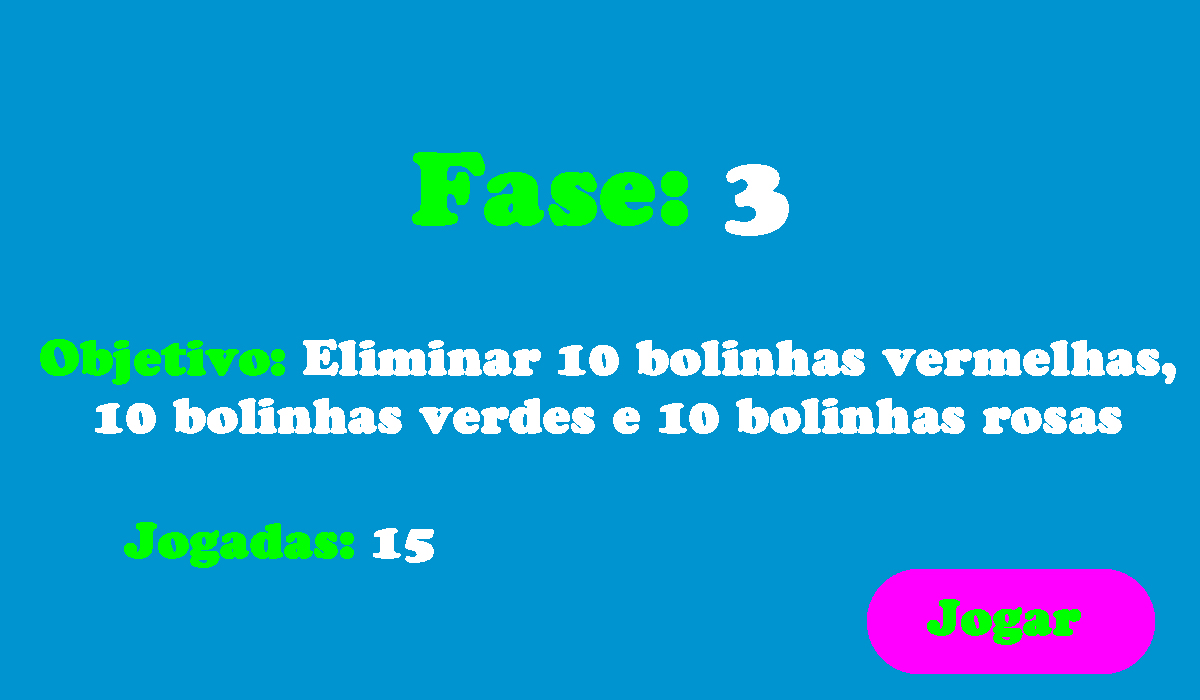 Fase: 3
Objetivo: Eliminar 10 bolinhas vermelhas,
10 bolinhas verdes e 10 bolinhas rosas
Jogadas: 15
Jogar